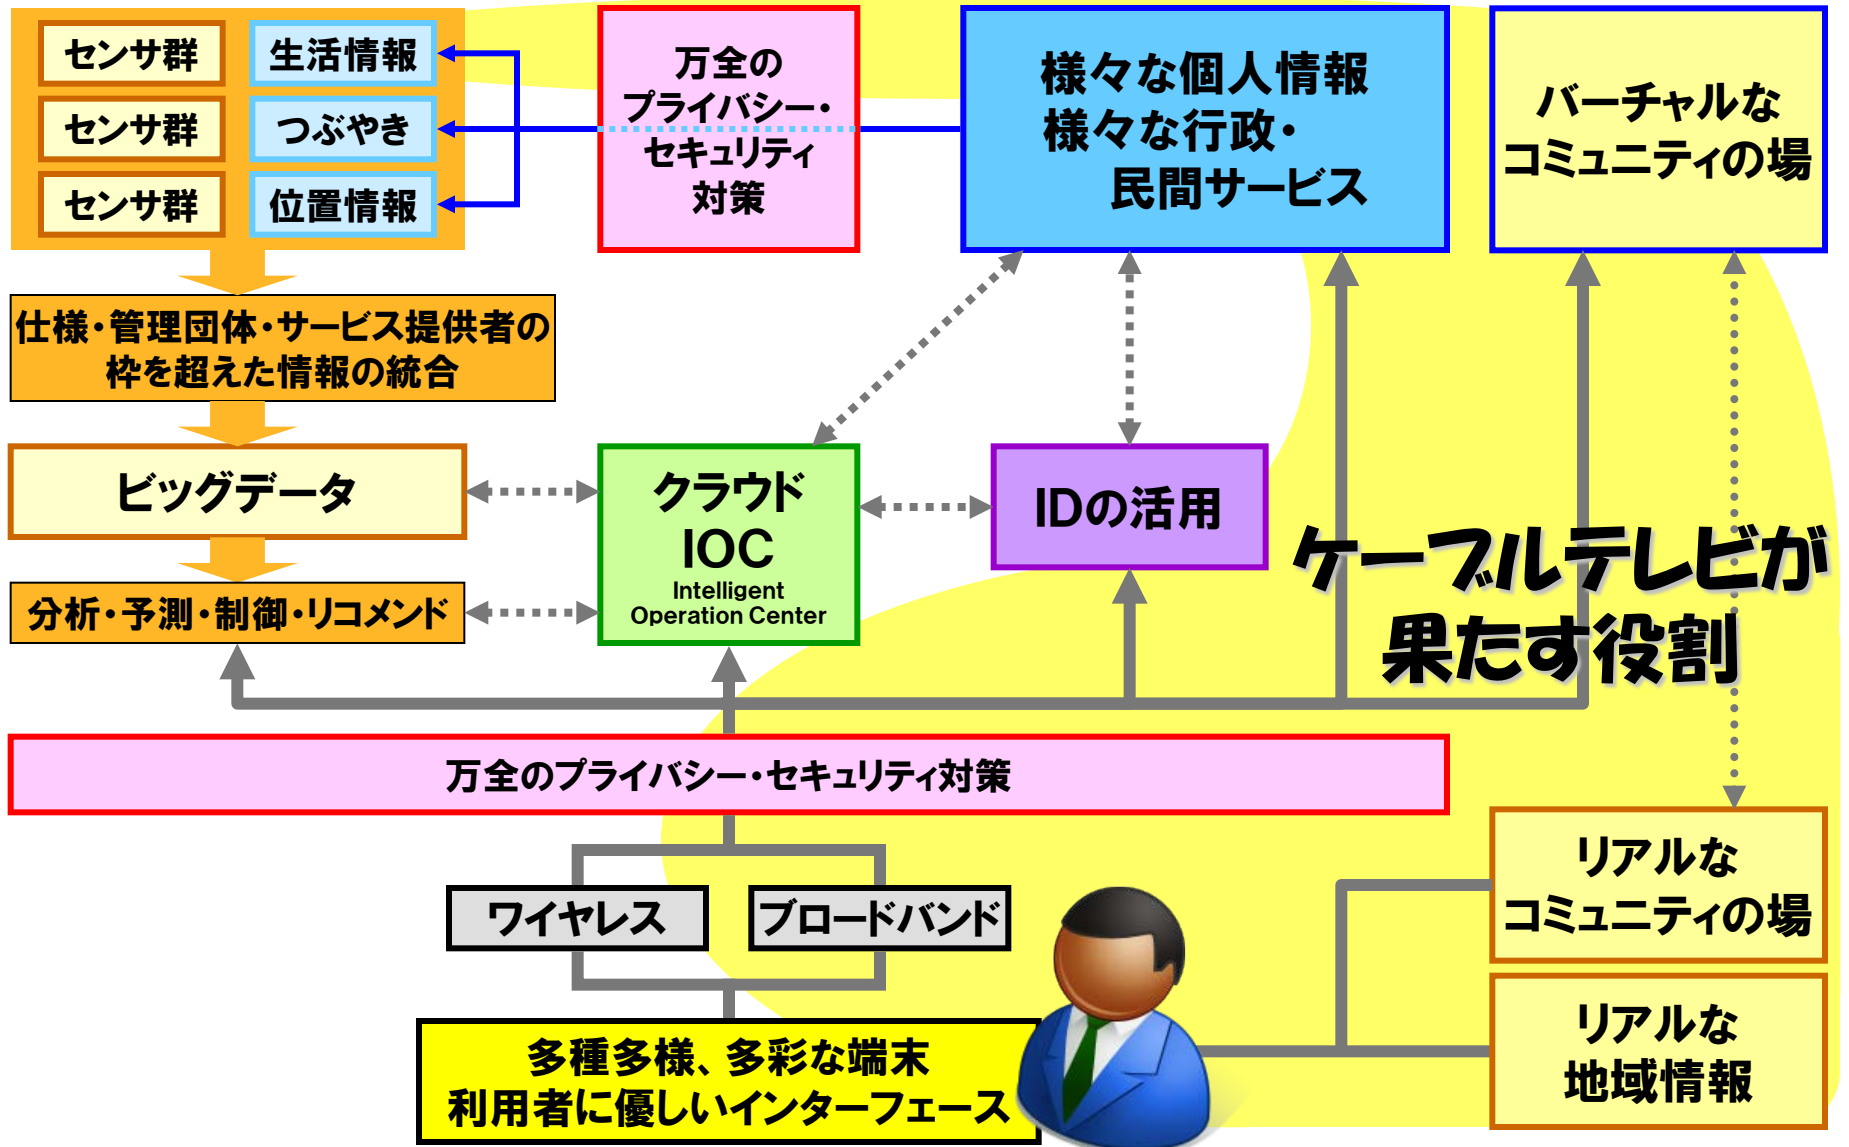 センサ群
生活情報
センサ群
つぶやき
センサ群
位置情報
万全の
プライバシー・
セキュリティ
対策
様々な個人情報
様々な行政・
民間サービス
バーチャルな
コミュニティの場
仕様・管理団体・サービス提供者の
枠を超えた情報の統合
ビッグデータ
クラウド
IOC
Intelligent
Operation Center
IDの活用
ケーブルテレビが
果たす役割
分析・予測・制御・リコメンド
万全のプライバシー・セキュリティ対策
ワイヤレス
ブロードバンド
リアルな
コミュニティの場
リアルな
地域情報
多種多様、多彩な端末
利用者に優しいインターフェース